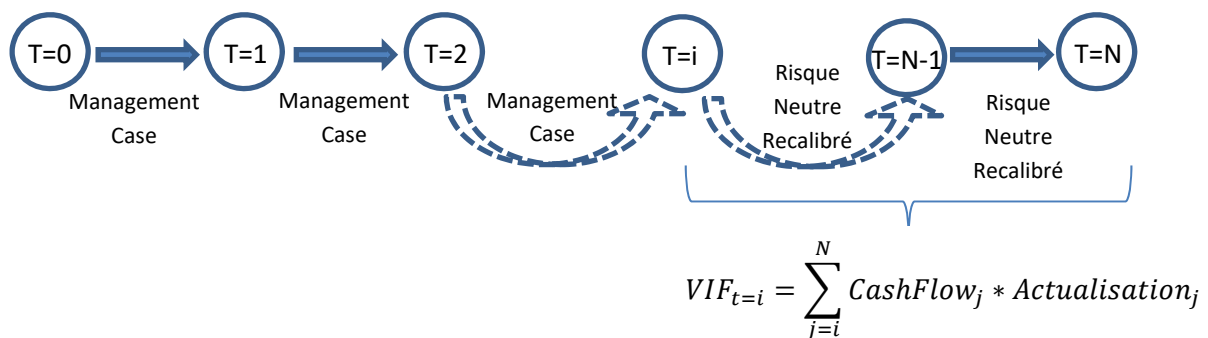 T=0
T=1
T=2
T=i
T=N-1
T=N
Management
Case
Management
Case
Management
Case
Risque
Neutre
Recalibré
Risque
Neutre
Recalibré
N
VIF_{t=i} = ∑ CashFlow_j * Actualisation_j
j=i